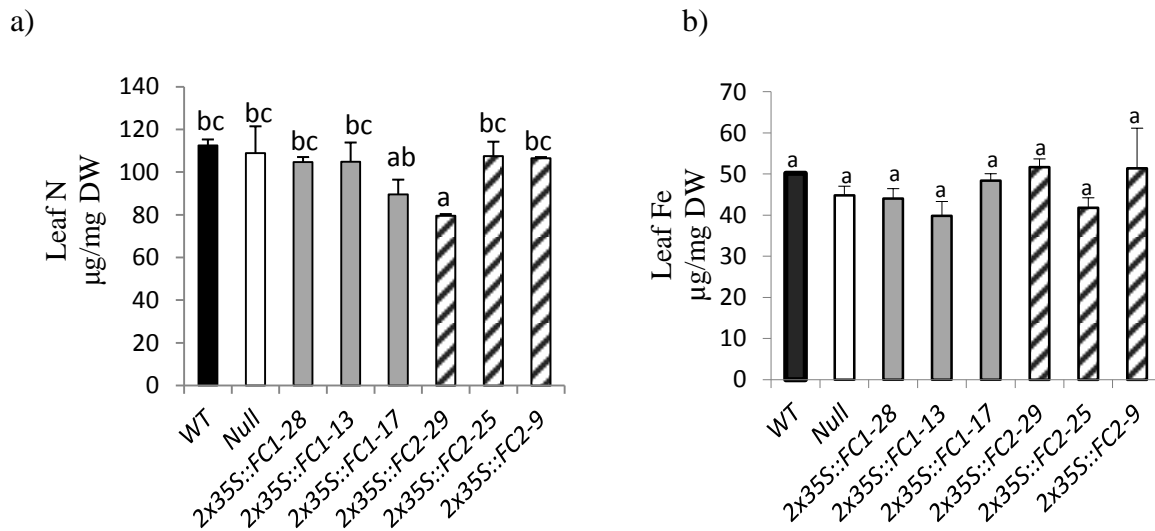 a)
Leaf N
µg/mg DW
140
120
100
80
60
40
20
0
bc
bc
bc
bc
ab
a
bc
bc
WT
Null
2x35S::FC1-28
2x35S::FC1-13
2x35S::FC1-17
2x35S::FC2-29
2x35S::FC2-25
2x35S::FC2-9
b)
Leaf Fe
µg/mg DW
70
60
50
40
30
20
10
0
a
a
a
a
a
a
a
a
WT
Null
2x35S::FC1-28
2x35S::FC1-13
2x35S::FC1-17
2x35S::FC2-29
2x35S::FC2-25
2x35S::FC2-9